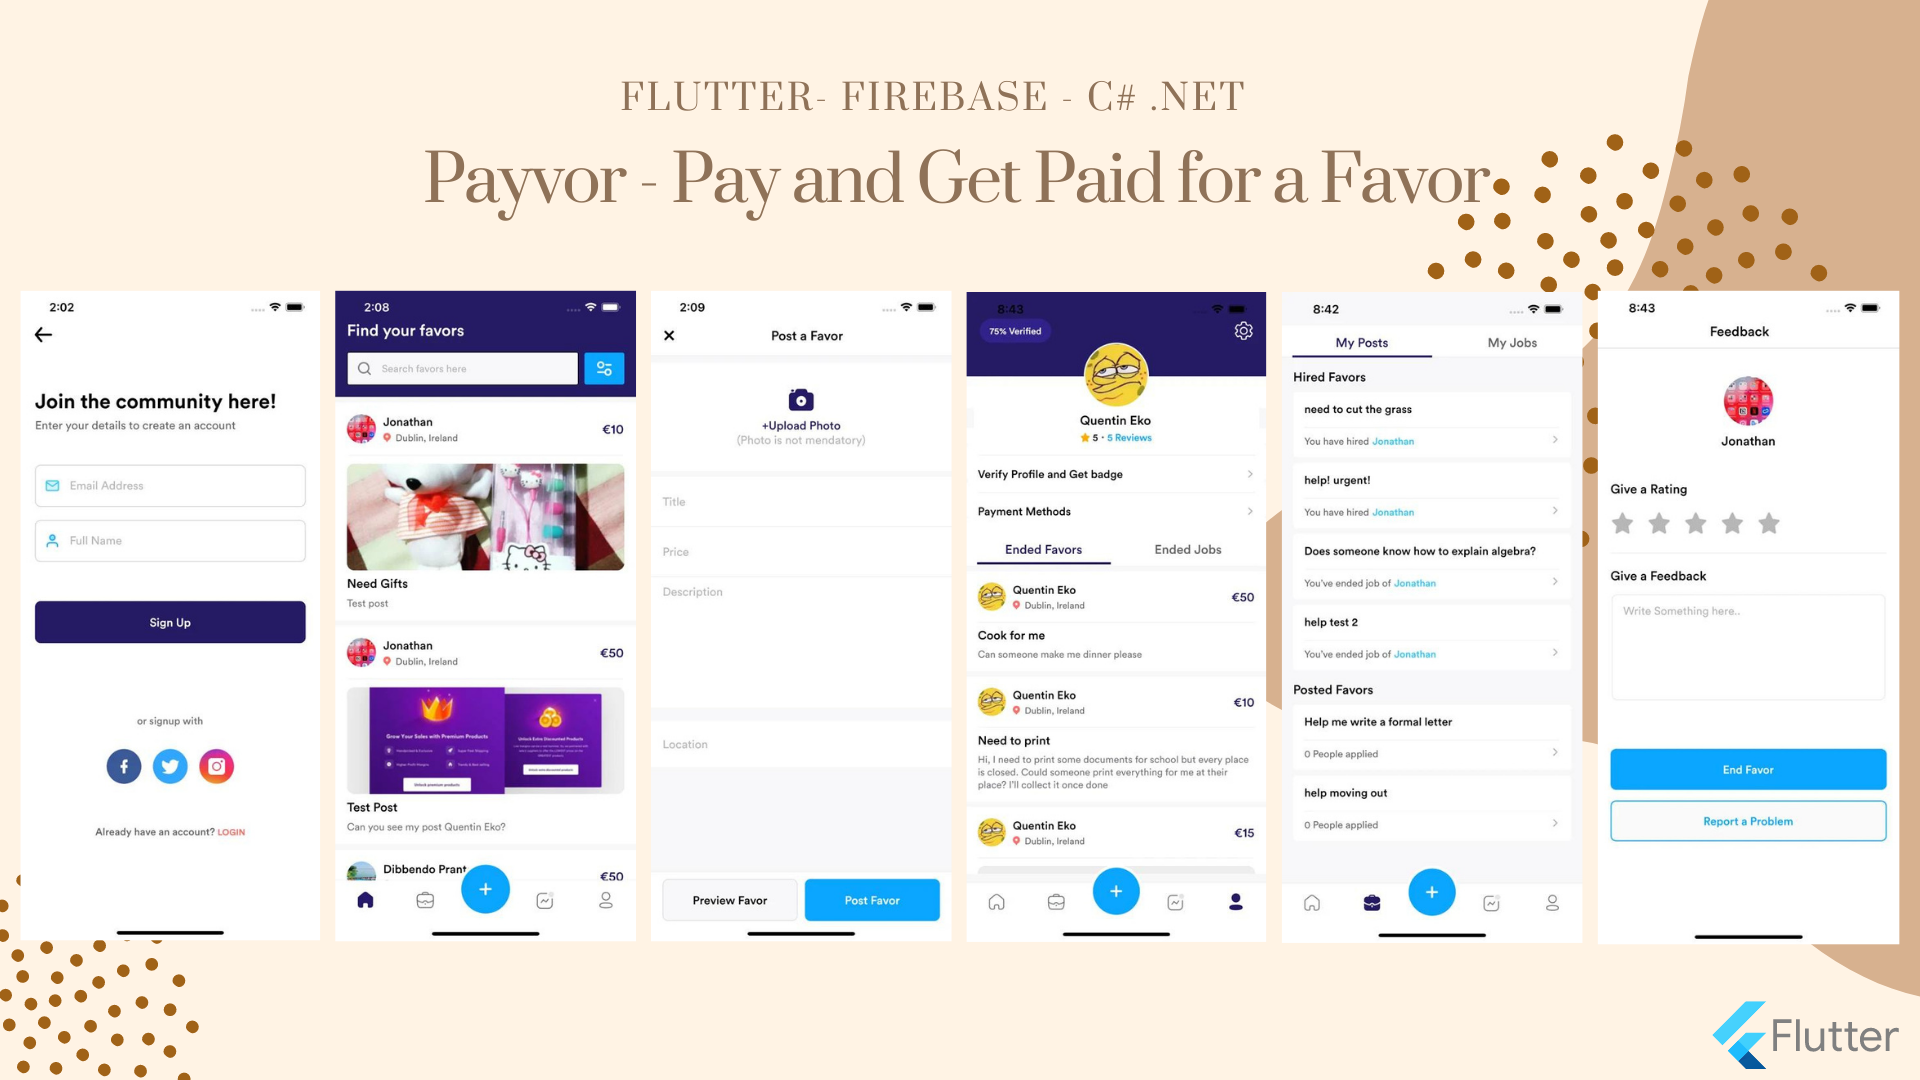 FLUTTER- FIREBASE - C# .NET
Payvor - Pay and Get Paid for a Favor
2:02
Join the community here!
Enter your details to create an account
Email Address
Full Name
Sign Up
or signup with
Already have an account? LOGIN
2:08
Find your favors
Search favors here
Jonathan
Dublin, Ireland
€10
Need Gifts
Test post
Jonathan
Dublin, Ireland
€50
Grow Your Sales with Premium Products
Unlock premium products
Test Post
Can you see my post Quentin Eko?
Dibbendo Prant
€50
2:09
Post a Favor
+Upload Photo
(Photo is not mendatory)
Title
Price
Description
Location
Preview Favor
Post Favor
8:43
75% Verified
Quentin Eko
5 · 5 Reviews
Verify Profile and Get badge
Payment Methods
Ended Favors
Ended Jobs
Quentin Eko
Dublin, Ireland
€50
Cook for me
Can someone make me dinner please
Quentin Eko
Dublin, Ireland
€10
Need to print
Hi, I need to print some documents for school but every place
is closed. Could someone print everything for me at their
place? I'll collect it once done
Quentin Eko
Dublin, Ireland
€15
8:42
My Posts
My Jobs
Hired Favors
need to cut the grass
You have hired Jonathan
help! urgent!
You have hired Jonathan
Does someone know how to explain algebra?
You've ended job of Jonathan
help test 2
You've ended job of Jonathan
Posted Favors
Help me write a formal letter
0 People applied
help moving out
0 People applied
8:43
Feedback
Jonathan
Give a Rating
Give a Feedback
Write Something here..
End Favor
Report a Problem
Flutter